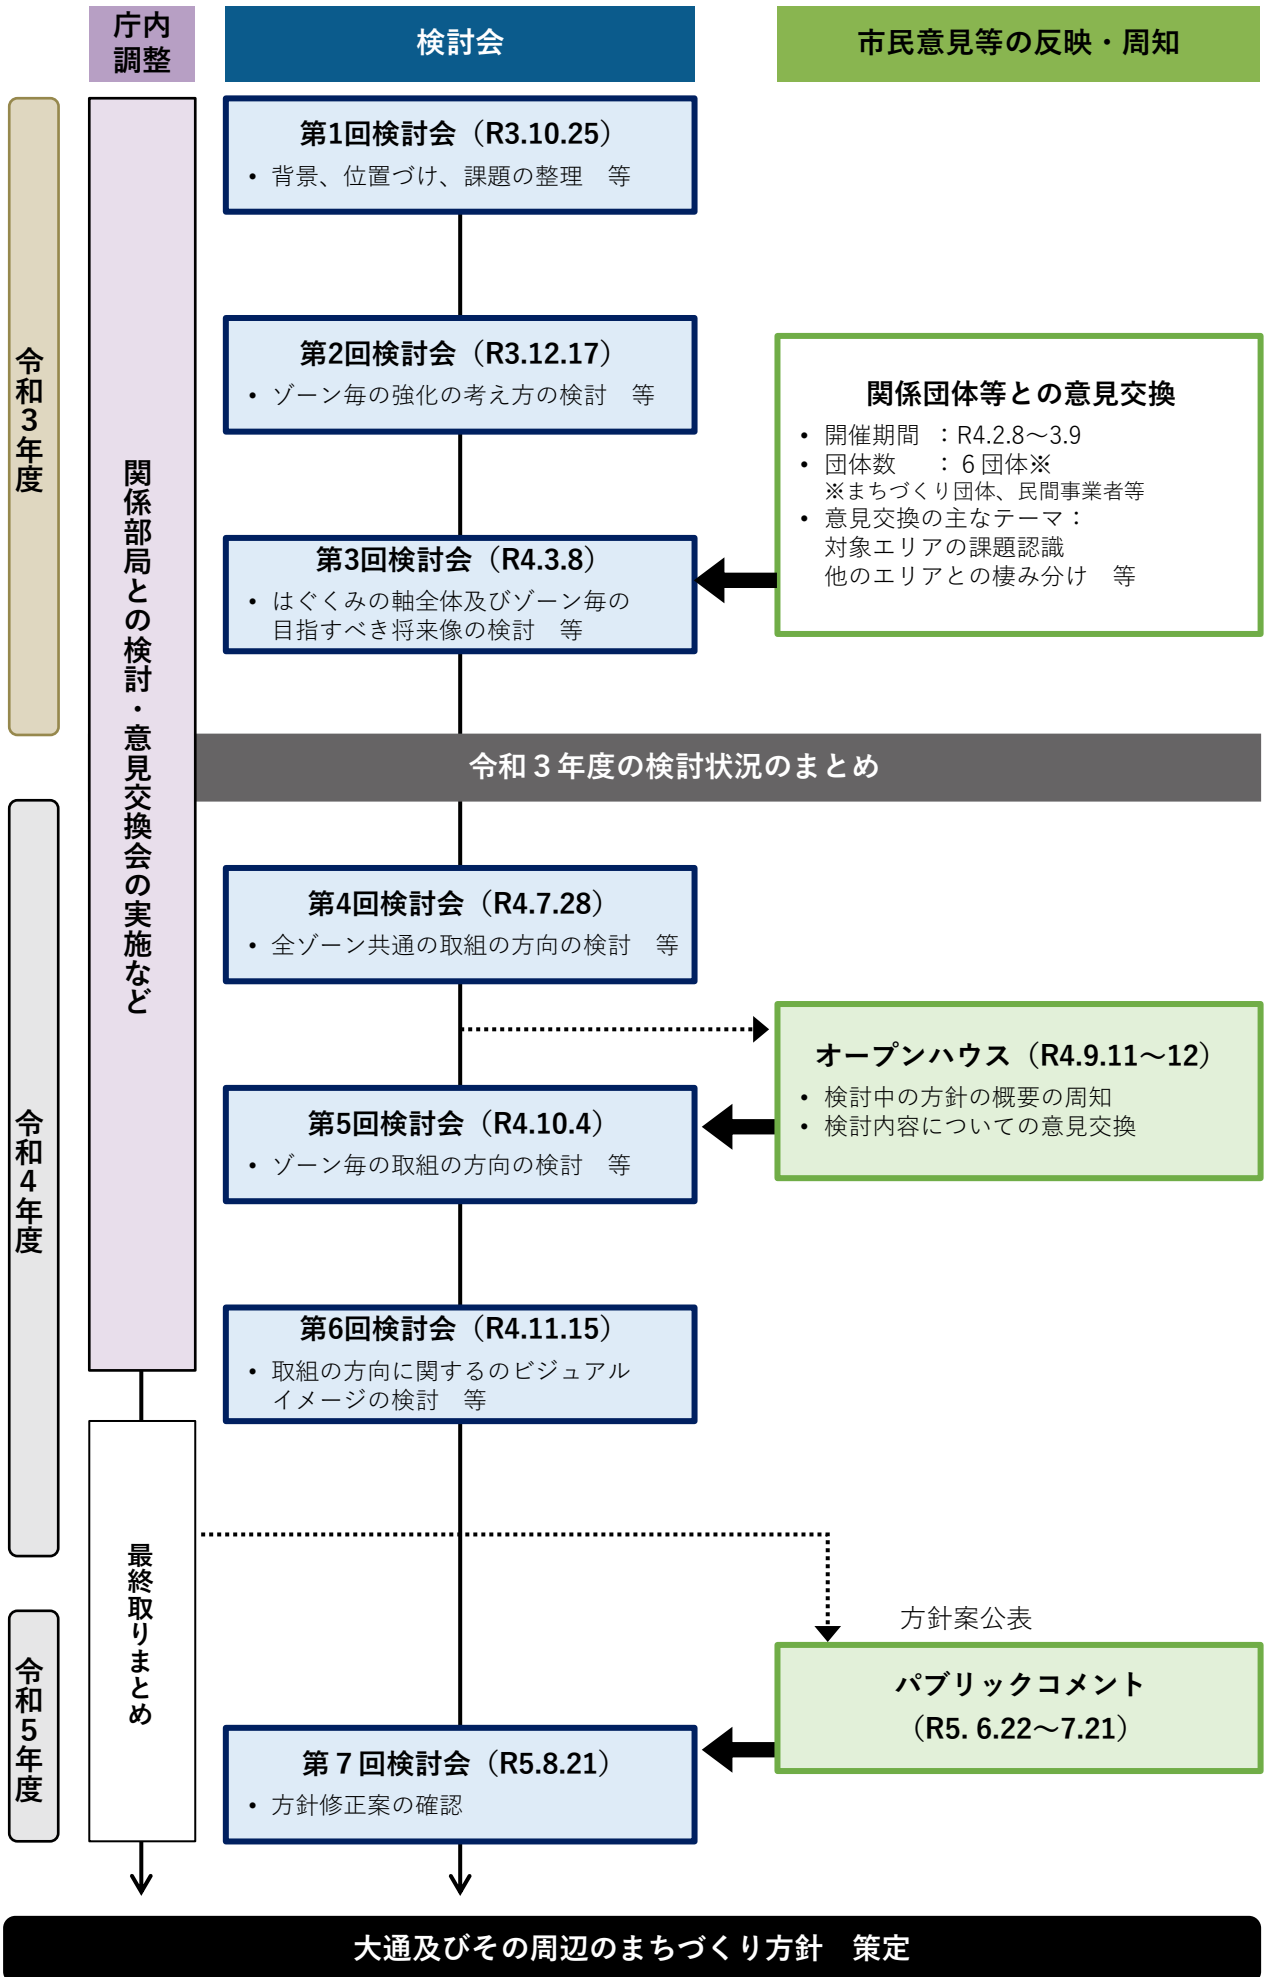 庁内
調整
検討会
市民意見等の反映・周知
令和３年度
関係部局との検討・意見交換会の実施など
第1回検討会（R3.10.25）
• 背景、位置づけ、課題の整理　等
第2回検討会（R3.12.17）
• ゾーン毎の強化の考え方の検討　等
関係団体等との意見交換
• 開催期間　：R4.2.8～3.9
• 団体数　　：６団体※
※まちづくり団体、民間事業者等
• 意見交換の主なテーマ：
対象エリアの課題認識
他のエリアとの棲み分け　等
第3回検討会（R4.3.8）
• はぐくみの軸全体及びゾーン毎の
目指すべき将来像の検討　等
令和３年度の検討状況のまとめ
令和４年度
第4回検討会（R4.7.28）
• 全ゾーン共通の取組の方向の検討　等
オープンハウス（R4.9.11～12）
• 検討中の方針の概要の周知
• 検討内容についての意見交換
第5回検討会（R4.10.4）
• ゾーン毎の取組の方向の検討　等
第6回検討会（R4.11.15）
• 取組の方向に関するのビジュアル
イメージの検討　等
最終取りまとめ
令和５年度
方針案公表
パブリックコメント
（R5. 6.22～7.21）
第７回検討会（R5.8.21）
• 方針修正案の確認
大通及びその周辺のまちづくり方針　策定